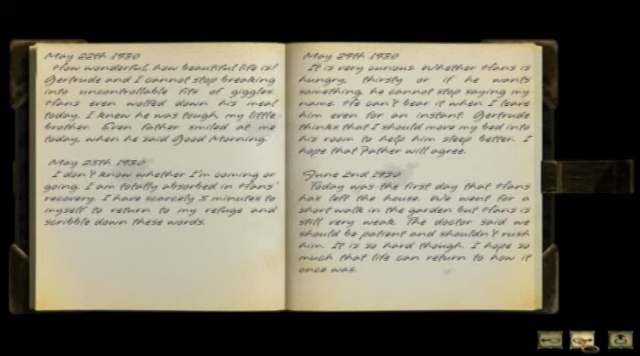 May 22th 1930
How wonderful, how beautiful life is!
Gertrude and I cannot stop breaking
into uncontrollable fits of giggles.
Hans even wolfed down his meal
today. I knew he was tough, my little
brother. Even Father smiled at me
today, when he said Good Morning.
May 25th 1930
I don't know whether I'm coming or
going. I am totally absorbed in Hans'
recovery. I have scarcely 5 minutes to
myself to return to my refuge and
scribble down these words.
May 29th 1930
It is very curious. Whether Hans is
hungry, thirsty or if he wants
something, he cannot stop saying my
name. He can't bear it when I leave
him even for an instant. Gertrude
thinks that I should move my bed into
his room to help him sleep better. I
hope that Father will agree.
June 2nd 1930
Today was the first day that Hans
has left the house. We went for a
short walk in the garden but Hans is
still very weak. The doctor said we
should be patient and shouldn't rush
him. It is so hard though. I hope so
much that life can return to how it
once was.